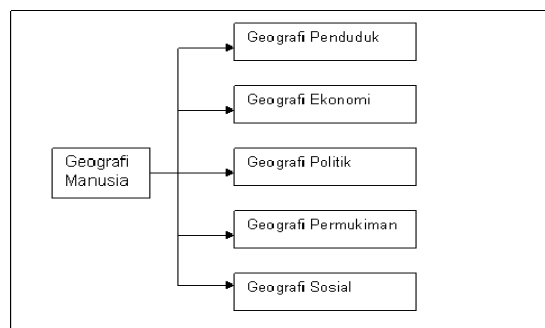 Geografi Penduduk
Geografi Ekonomi
Geografi
Manusia
Geografi Politik
Geografi Permukiman
Geografi Sosial